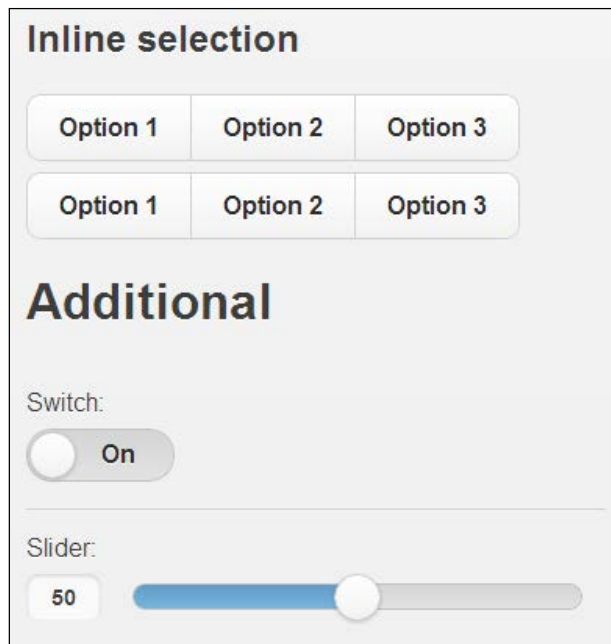 Inline selection
Option 1 Option 2 Option 3
Option 1 Option 2 Option 3
Additional
Switch:
On
Slider:
50